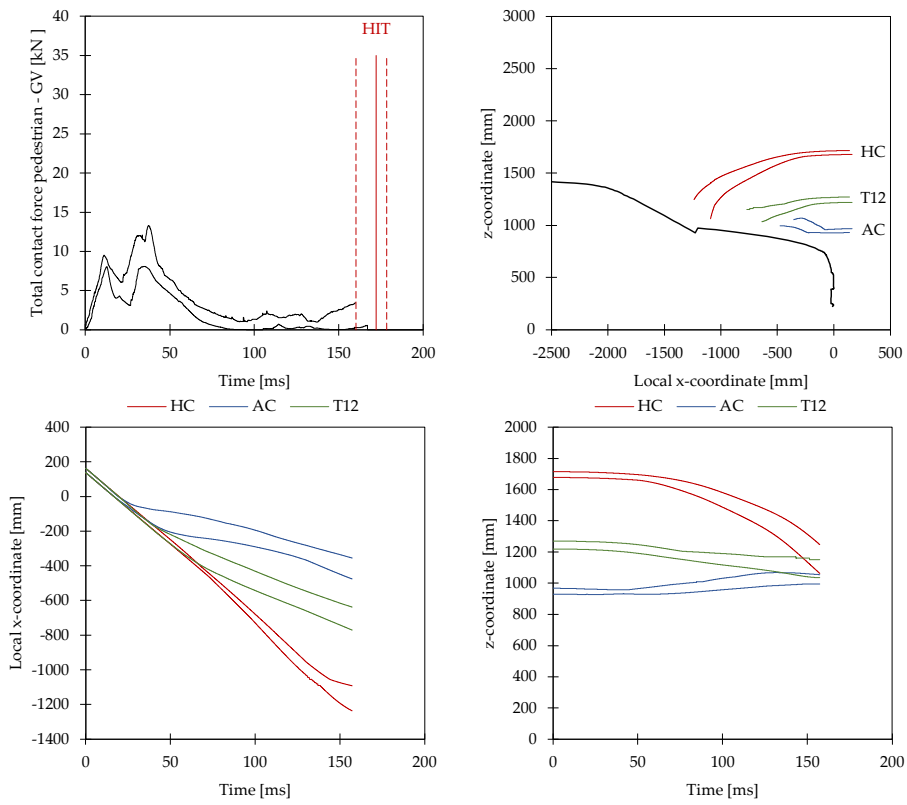 Total contact force pedestrian - GV [kN]
40
35
30
25
20
15
10
5
0
HIT
0 50 100 150 200
Time [ms]
z-coordinate [mm]
3000
2500
2000
1500
1000
500
0
HC
T12
AC
-2500 -2000 -1500 -1000 -500 0 500
Local x-coordinate [mm]
HC AC T12
Local x-coordinate [mm]
400
200
0
-200
-400
-600
-800
-1000
-1200
-1400
0 50 100 150 200
Time [ms]
HC AC T12
z-coordinate [mm]
2000
1800
1600
1400
1200
1000
800
600
400
200
0
0 50 100 150 200
Time [ms]